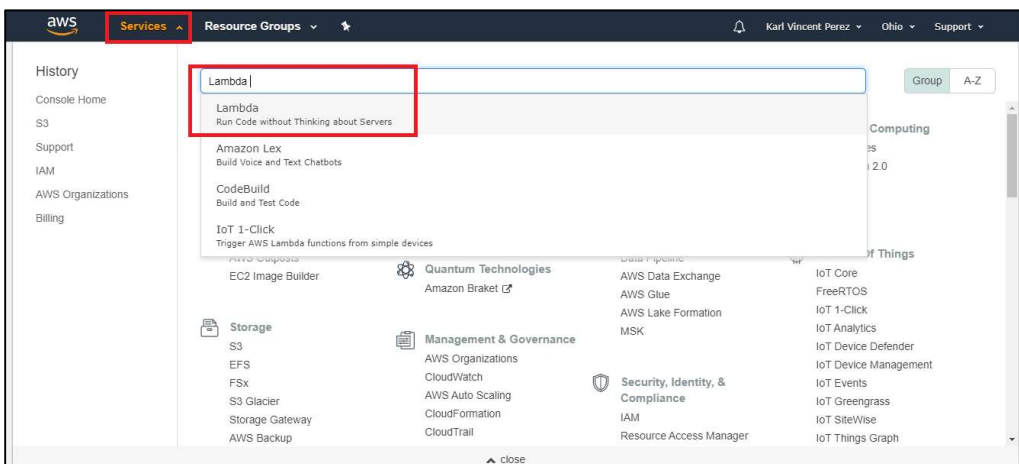 aws
Services
Resource Groups
Karl Vincent Perez
Ohio
Support
History
Console Home
S3
Support
IAM
AWS Organizations
Billing
Lambda
Group
A-Z
Lambda
Run Code without Thinking about Servers
Amazon Lex
Build Voice and Text Chatbots
CodeBuild
Build and Test Code
IoT 1-Click
Trigger AWS Lambda functions from simple devices
AWS Outposts
EC2 Image Builder
Storage
S3
EFS
FSx
S3 Glacier
Storage Gateway
AWS Backup
Quantum Technologies
Amazon Braket
Management & Governance
AWS Organizations
CloudWatch
AWS Auto Scaling
CloudFormation
CloudTrail
Data Pipeline
AWS Data Exchange
AWS Glue
AWS Lake Formation
MSK
Security, Identity, &
Compliance
IAM
Resource Access Manager
Computing
2.0
Of Things
IoT Core
FreeRTOS
IoT 1-Click
IoT Analytics
IoT Device Defender
IoT Device Management
IoT Events
IoT Greengrass
IoT SiteWise
IoT Things Graph
close